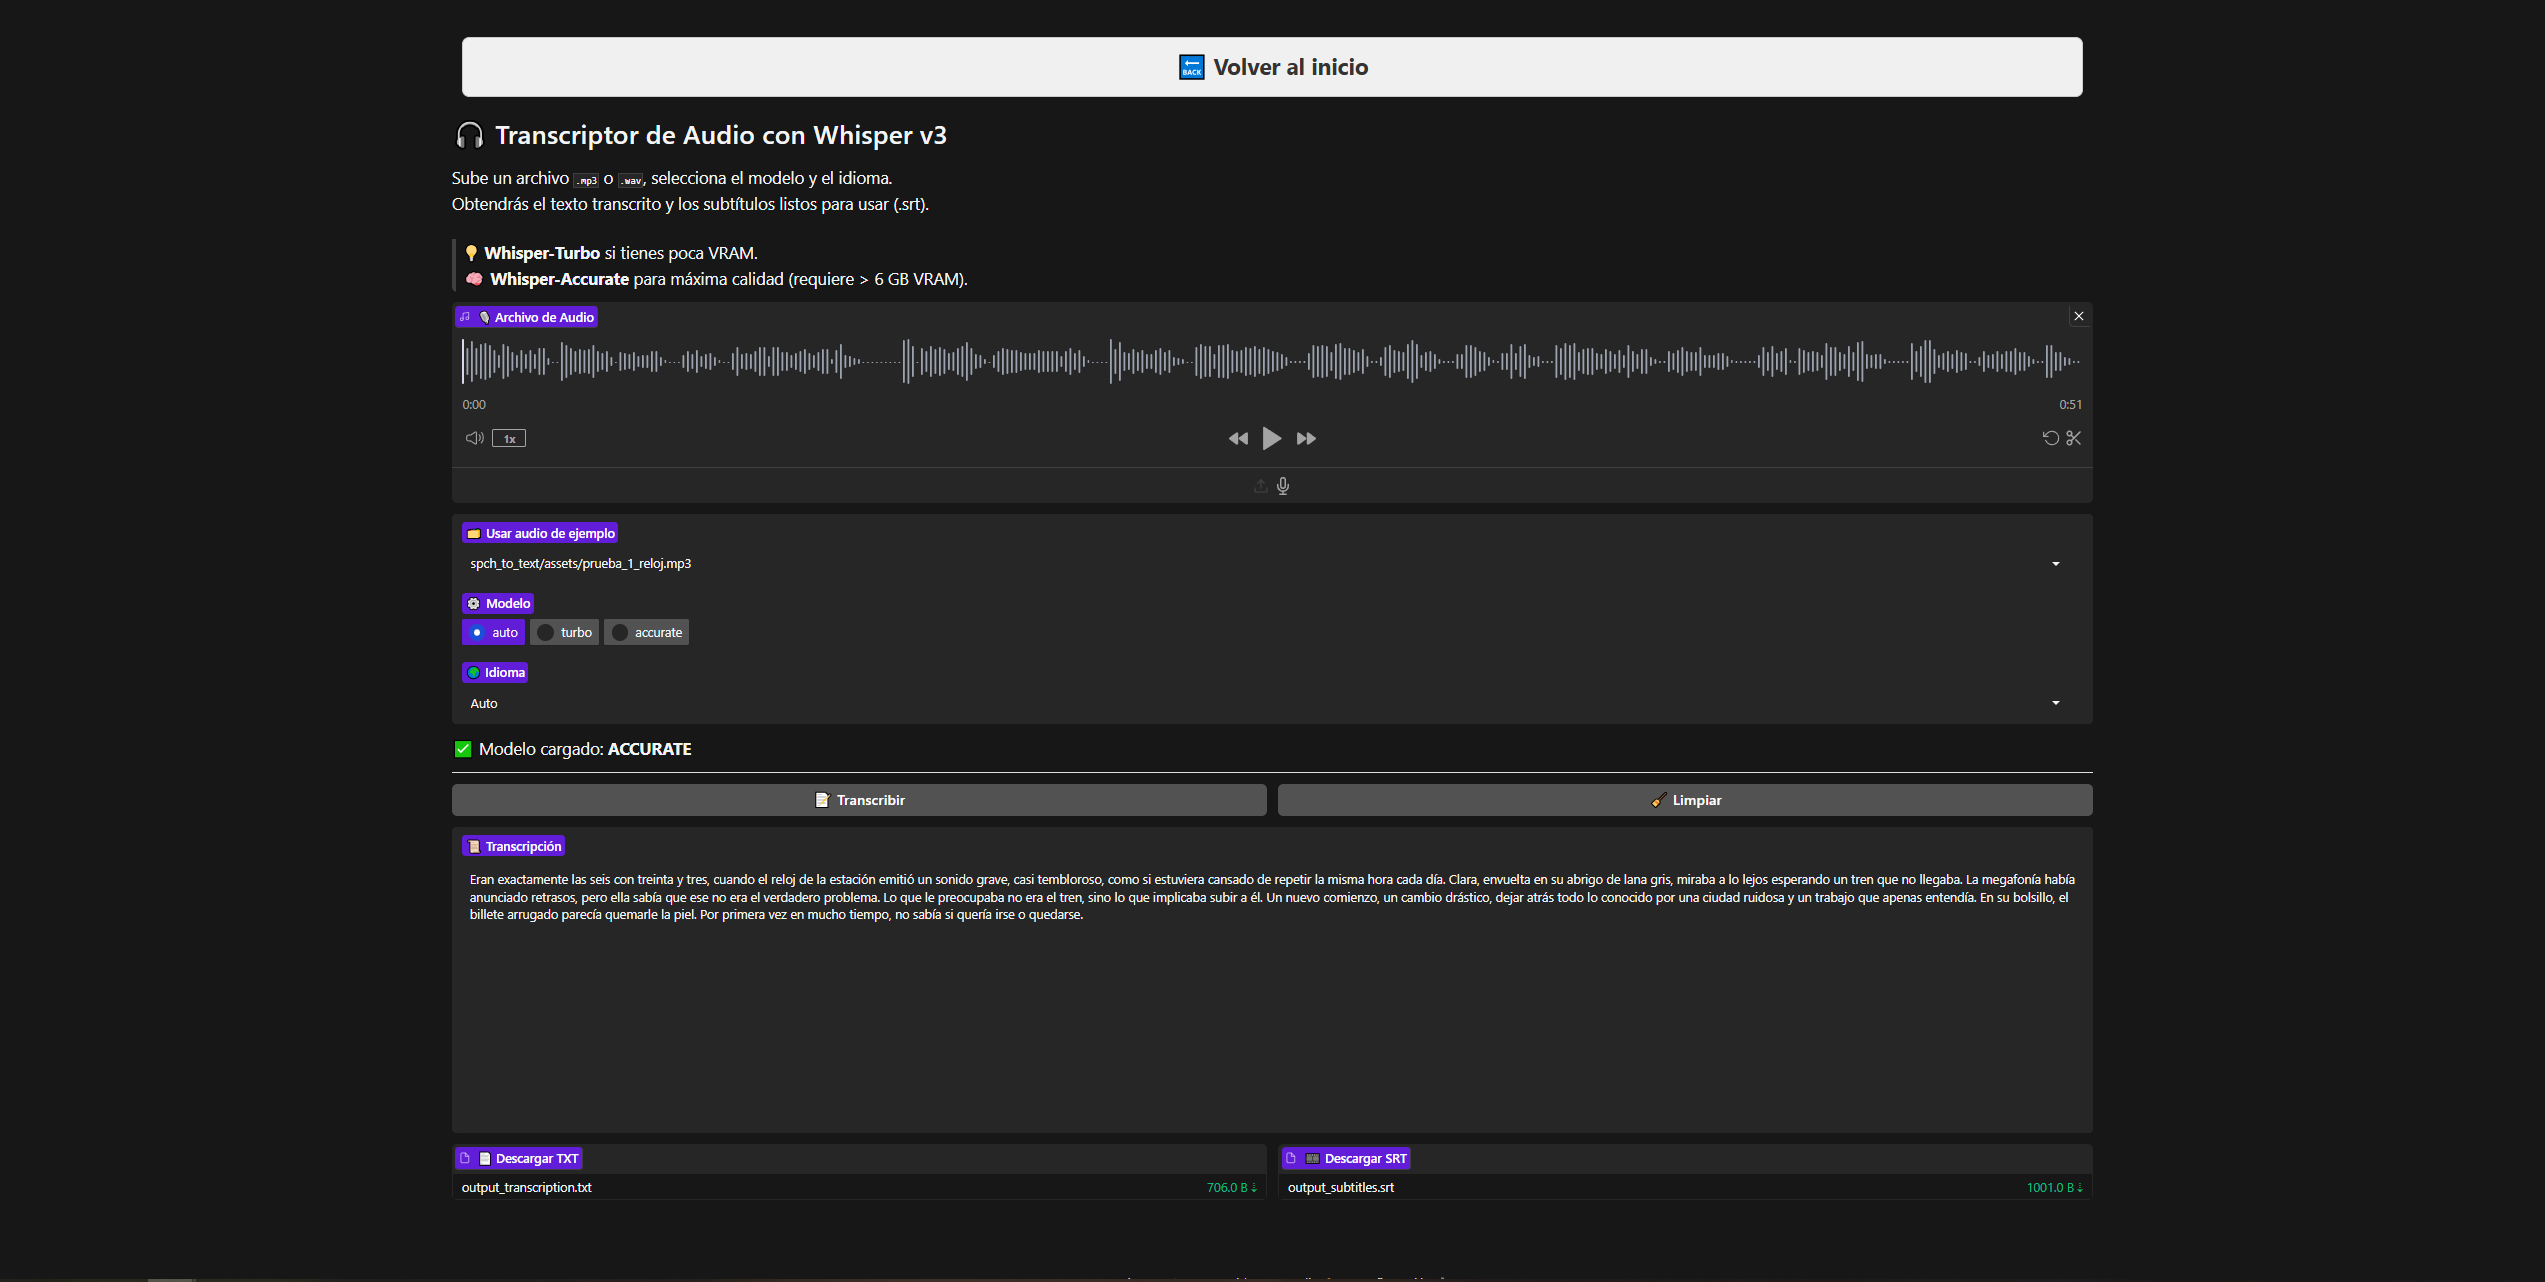 BACK Volver al inicio
Transcriptor de Audio con Whisper v3
Sube un archivo .mp3 o .wav, selecciona el modelo y el idioma.
Obtendrás el texto transcrito y los subtítulos listos para usar (.srt).
Whisper-Turbo si tienes poca VRAM.
Whisper-Accurate para máxima calidad (requiere > 6 GB VRAM).
Archivo de Audio
0:00 0:51
1x
Usar audio de ejemplo
spch_to_text/assets/prueba_1_reloj.mp3
Modelo
auto turbo accurate
Idioma
Auto
Modelo cargado: ACCURATE
Transcribir Limpiar
Transcripción
Eran exactamente las seis con treinta y tres, cuando el reloj de la estación emitió un sonido grave, casi tembloroso, como si estuviera cansado de repetir la misma hora cada día. Clara, envuelta en su abrigo de lana gris, miraba a lo lejos esperando un tren que no llegaba. La megafonía había
anunciado retrasos, pero ella sabía que ese no era el verdadero problema. Lo que le preocupaba no era el tren, sino lo que implicaba subir a él. Un nuevo comienzo, un cambio drástico, dejar atrás todo lo conocido por una ciudad ruidosa y un trabajo que apenas entendía. En su bolsillo, el
billete arrugado parecía quemarle la piel. Por primera vez en mucho tiempo, no sabía si quería irse o quedarse.
Descargar TXT Descargar SRT
output_transcription.txt 706.0 B ⇣ output_subtitles.srt 1001.0 B ⇣